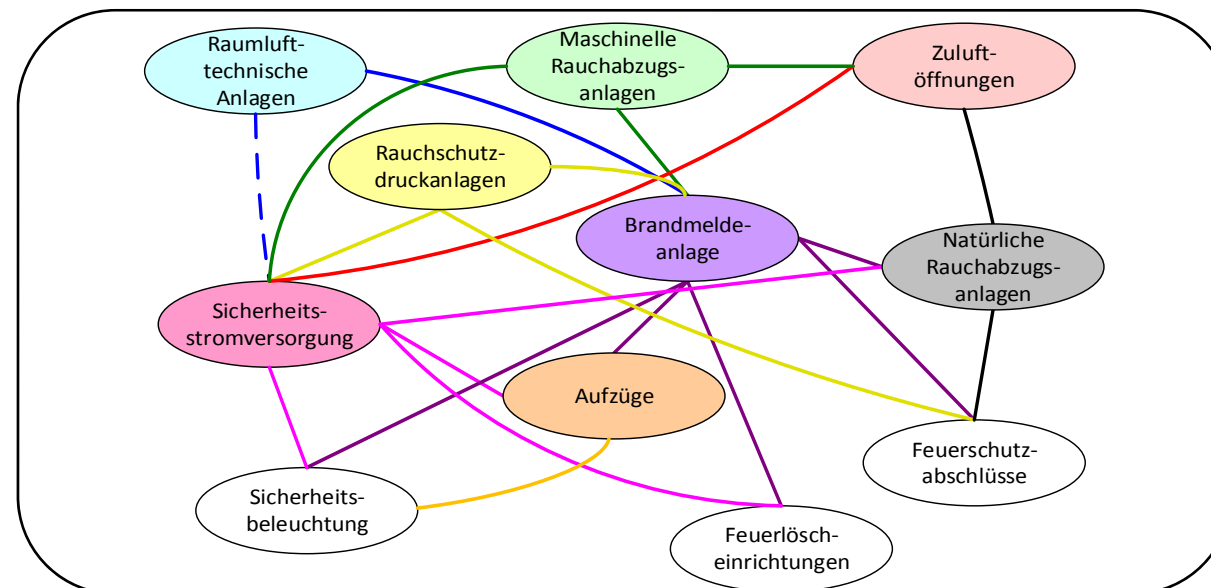 Raumluft-
technische
Anlagen
Maschinelle
Rauchabzugs-
anlagen
Zuluft-
öffnungen
Rauchschutz-
druckanlagen
Brandmelde-
anlage
Natürliche
Rauchabzugs-
anlagen
Sicherheits-
stromversorgung
Aufzüge
Feuerschutz-
abschlüsse
Sicherheits-
beleuchtung
Feuerlösch-
einrichtungen